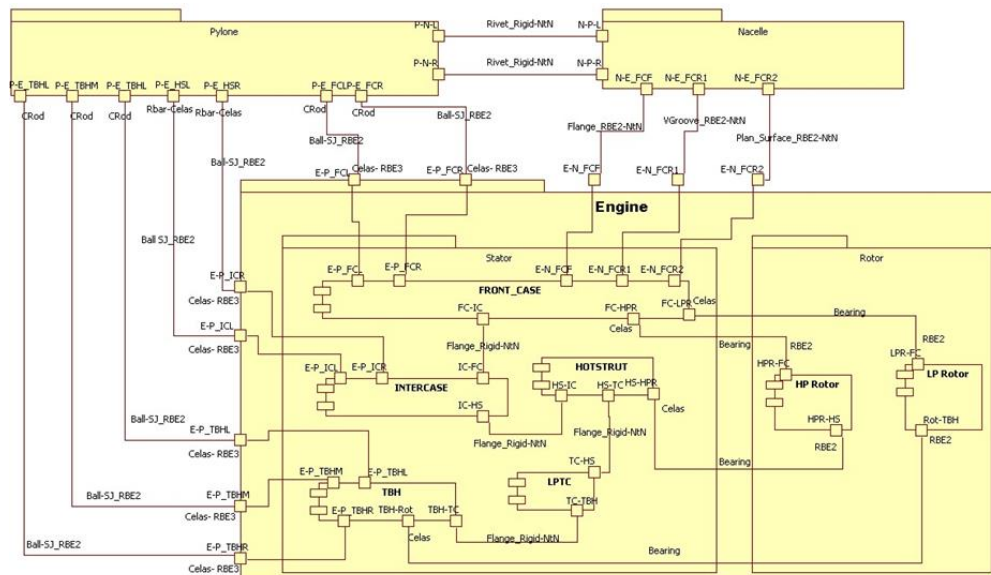 P-N-L
N-P-L
Rivet_Rigid-NtN
Pylone
Nacelle
P-N-R
Rivet_Rigid-NtN
N-P-R
P-E_TBHL
P-E_TBHM
P-E_TBHL
P-E_HSL
P-E_HSR
P-E_FCL
P-E_FCR
N-E_FCF
N-E_FCR1
N-E_FCR2
CRod
CRod
CRod
Rbar-Celas
Rbar-Celas
CRod
CRod
Ball-SJ_RBE2
Flange_RBE2-NtN
VGroove_RBE2-NtN
Plan_Surface_RBE2-NtN
Ball-SJ_RBE2
Ball-SJ_RBE2
Celas- RBE3
Celas- RBE3
E-P_FCL
E-P_FCR
E-N_FCF
E-N_FCR1
E-N_FCR2
Engine
Ball SJ_RBE2
Stator
Rotor
E-P_ICR
Celas- RBE3
E-P_FCL
E-P_FCR
E-N_FCF
E-N_FCR1
E-N_FCR2
FRONT_CASE
FC-IC
FC-HPR
FC-LPR
Celas
Celas
Bearing
E-P_ICL
Celas- RBE3
Flange_Rigid-NtN
Bearing
RBE2
RBE2
E-P_ICL
E-P_ICR
IC-FC
INTERCASE
IC-HS
HOTSTRUT
HS-IC
HS-TC
HS-HPR
Celas
HPR-FC
HP Rotor
HPR-HS
RBE2
LPR-FC
LP Rotor
Rot-TBH
RBE2
Ball-SJ_RBE2
E-P_TBHL
Celas- RBE3
Flange_Rigid-NtN
Flange_Rigid-NtN
Bearing
TC-HS
LPTC
TC-TBH
E-P_TBHM
E-P_TBHL
TBH
E-P_TBHR
TBH-Rot
TBH-TC
Celas
Flange_Rigid-NtN
Ball-SJ_RBE2
E-P_TBHM
Celas- RBE3
Ball-SJ_RBE2
E-P_TBHR
Celas- RBE3
Bearing